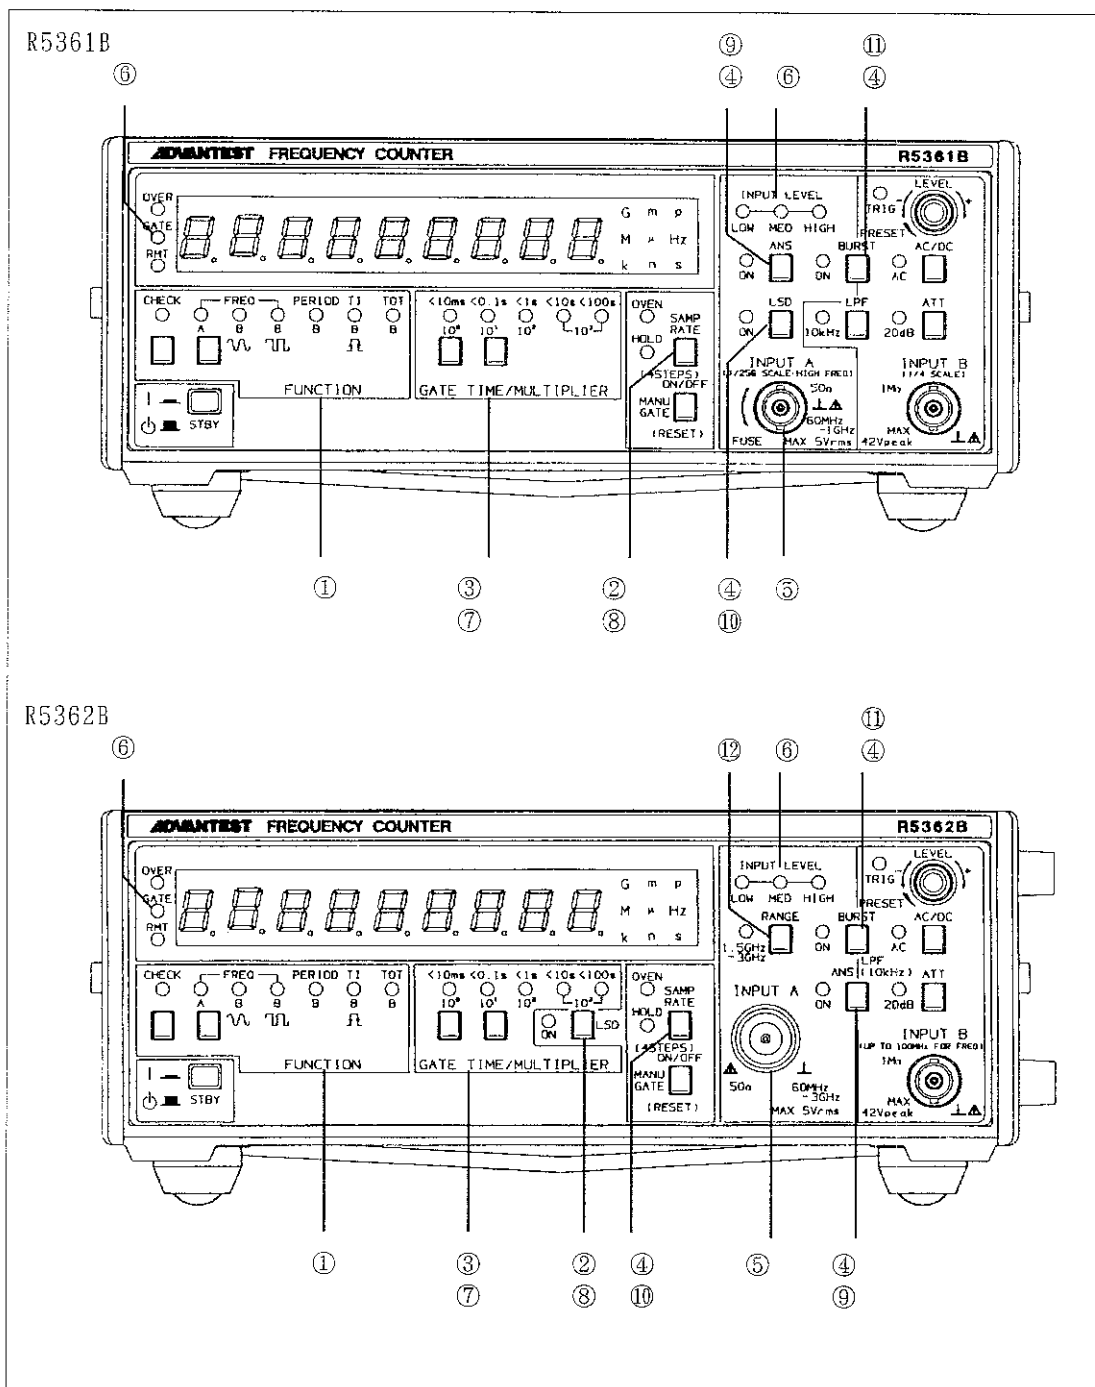 R5361B
⑨ ⑪
⑥ ④ ⑥ ④
ADVANTEST FREQUENCY COUNTER R5361B
LEVEL
INPUT LEVEL TRIG - +
OVER G m p LOW MED HIGH
GATE M μ Hz PRESET
RMT k n s ANS BURST AC/DC
ON ON AC
CHECK FREQ PERIOD TI TOT <10ms <0.1s <1s <10s <100s OVEN SAMP RATE LSD LPF ATT
A B B B B B 10⁰ 10¹ 10² 10³ HOLD ON 10kHz 20dB
(4STEPS) INPUT A INPUT B
ON/OFF (1/256 SCALE-HIGH FREQ) (1/4 SCALE)
FUNCTION GATE TIME/MULTIPLIER 50Ω 1MΩ
MANU GATE 60MHz
STBY -1GHz MAX
(RESET) FUSE MAX 5Vrms 42Vpeak
① ③ ② ④ ⑤
⑦ ⑧ ⑩
R5362B
⑪
⑥ ⑫ ⑥ ④
ADVANTEST FREQUENCY COUNTER R5362B
LEVEL
INPUT LEVEL TRIG - +
OVER G m p LOW MED HIGH
GATE M μ Hz PRESET
RMT k n s RANGE BURST AC/DC
1.5GHz ON AC
-3GHz LPF
CHECK FREQ PERIOD TI TOT <10ms <0.1s <1s <10s <100s OVEN SAMP RATE ANS (10kHz) ATT
A B B B B B 10⁰ 10¹ 10² 10³ HOLD INPUT A ON 20dB
ON LSD (4STEPS) INPUT B
ON/OFF (UP TO 100MHz FOR FREQ)
FUNCTION GATE TIME/MULTIPLIER 1MΩ
MANU GATE 50Ω 60MHz
STBY -3GHz MAX
(RESET) MAX 5Vrms 42Vpeak
① ③ ② ④ ⑤ ④
⑦ ⑧ ⑩ ⑨